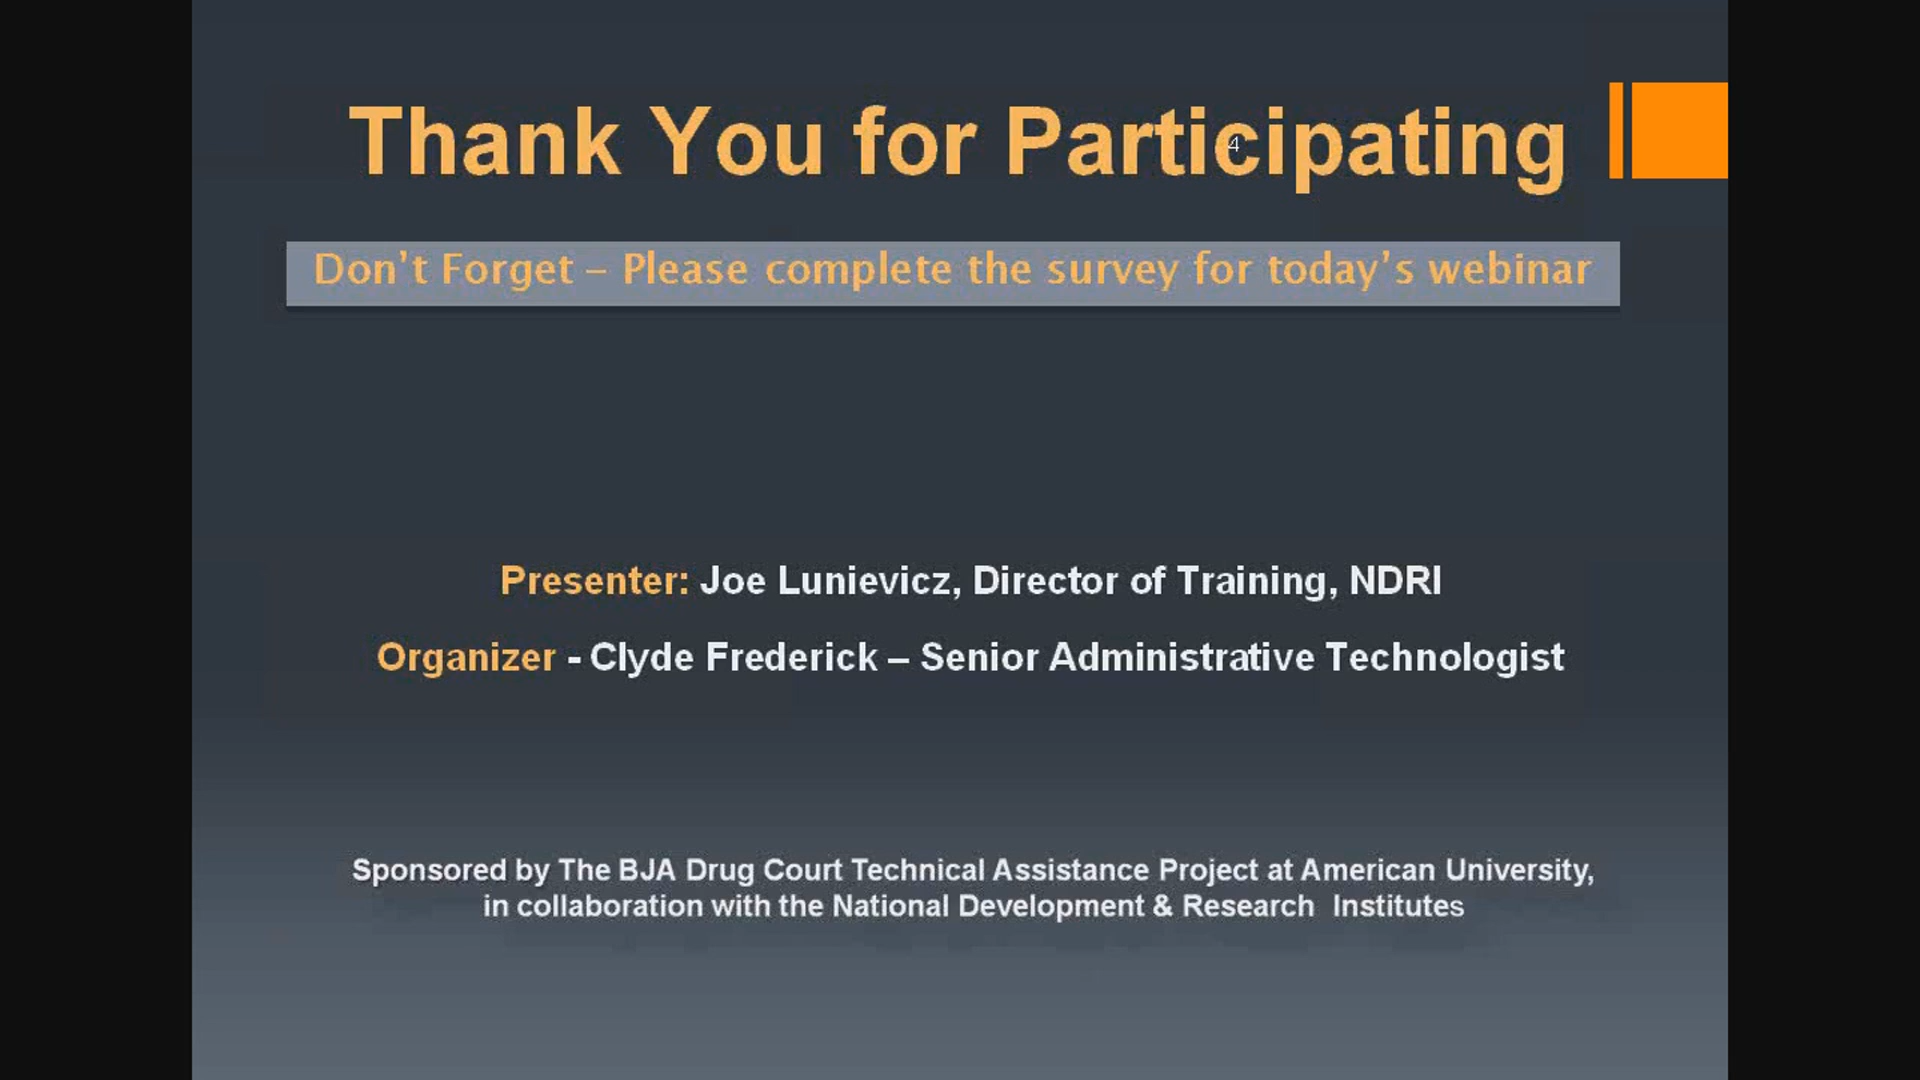 Thank You for Participating
4
Don't Forget – Please complete the survey for today's webinar
Presenter: Joe Lunievicz, Director of Training, NDRI
Organizer - Clyde Frederick – Senior Administrative Technologist
Sponsored by The BJA Drug Court Technical Assistance Project at American University,
in collaboration with the National Development & Research Institutes